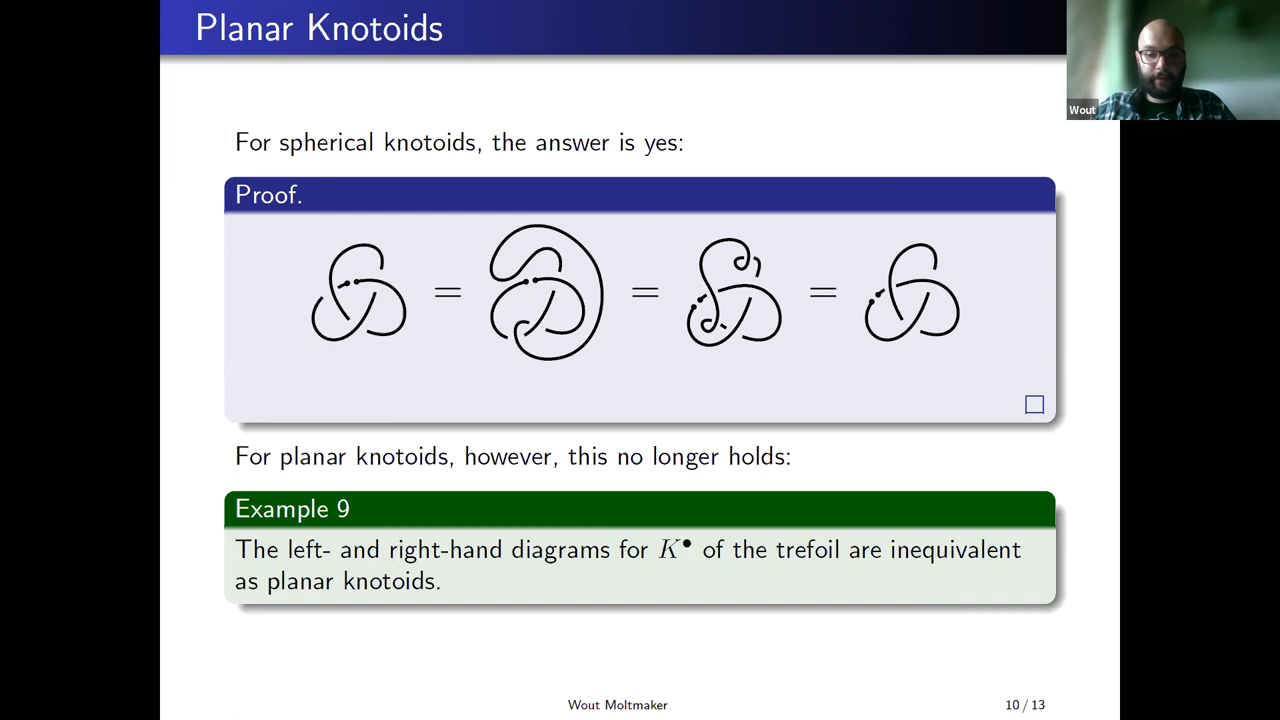 Planar Knotoids
Wout
For spherical knotoids, the answer is yes:
Proof.
= = =
□
For planar knotoids, however, this no longer holds:
Example 9
The left- and right-hand diagrams for K• of the trefoil are inequivalent
as planar knotoids.
Wout Moltmaker 10 / 13